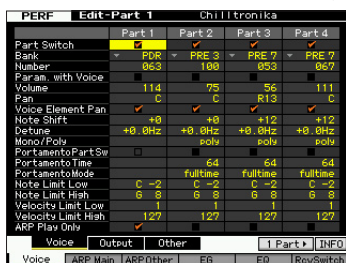 PERF Edit-Part 1 Chilltronika
Part 1 Part 2 Part 3 Part 4
Part Switch
Bank PDR PRE 3 PRE 7 PRE 7
Number 063 100 053 067
Param. with Voice
Volume 114 75 56 111
Pan C C R13 C
Voice Element Pan
Note Shift +0 +0 +12 +12
Detune +0.0Hz +0.0Hz +0.0Hz +0.0Hz
Mono/Poly poly poly poly
PortamentoPartSw
PortamentoTime 64 64 64
PortamentoMode fulltime fulltime fulltime
Note Limit Low C -2 C -2 C -2 C -2
Note Limit High G 8 G 8 G 8 G 8
Velocity Limit Low 1 1 1 1
Velocity Limit High 127 127 127 127
ARP Play Only
Voice Output Other 1 Part INFO
Voice ARP Main ARP Other EG EQ RcvSwitch